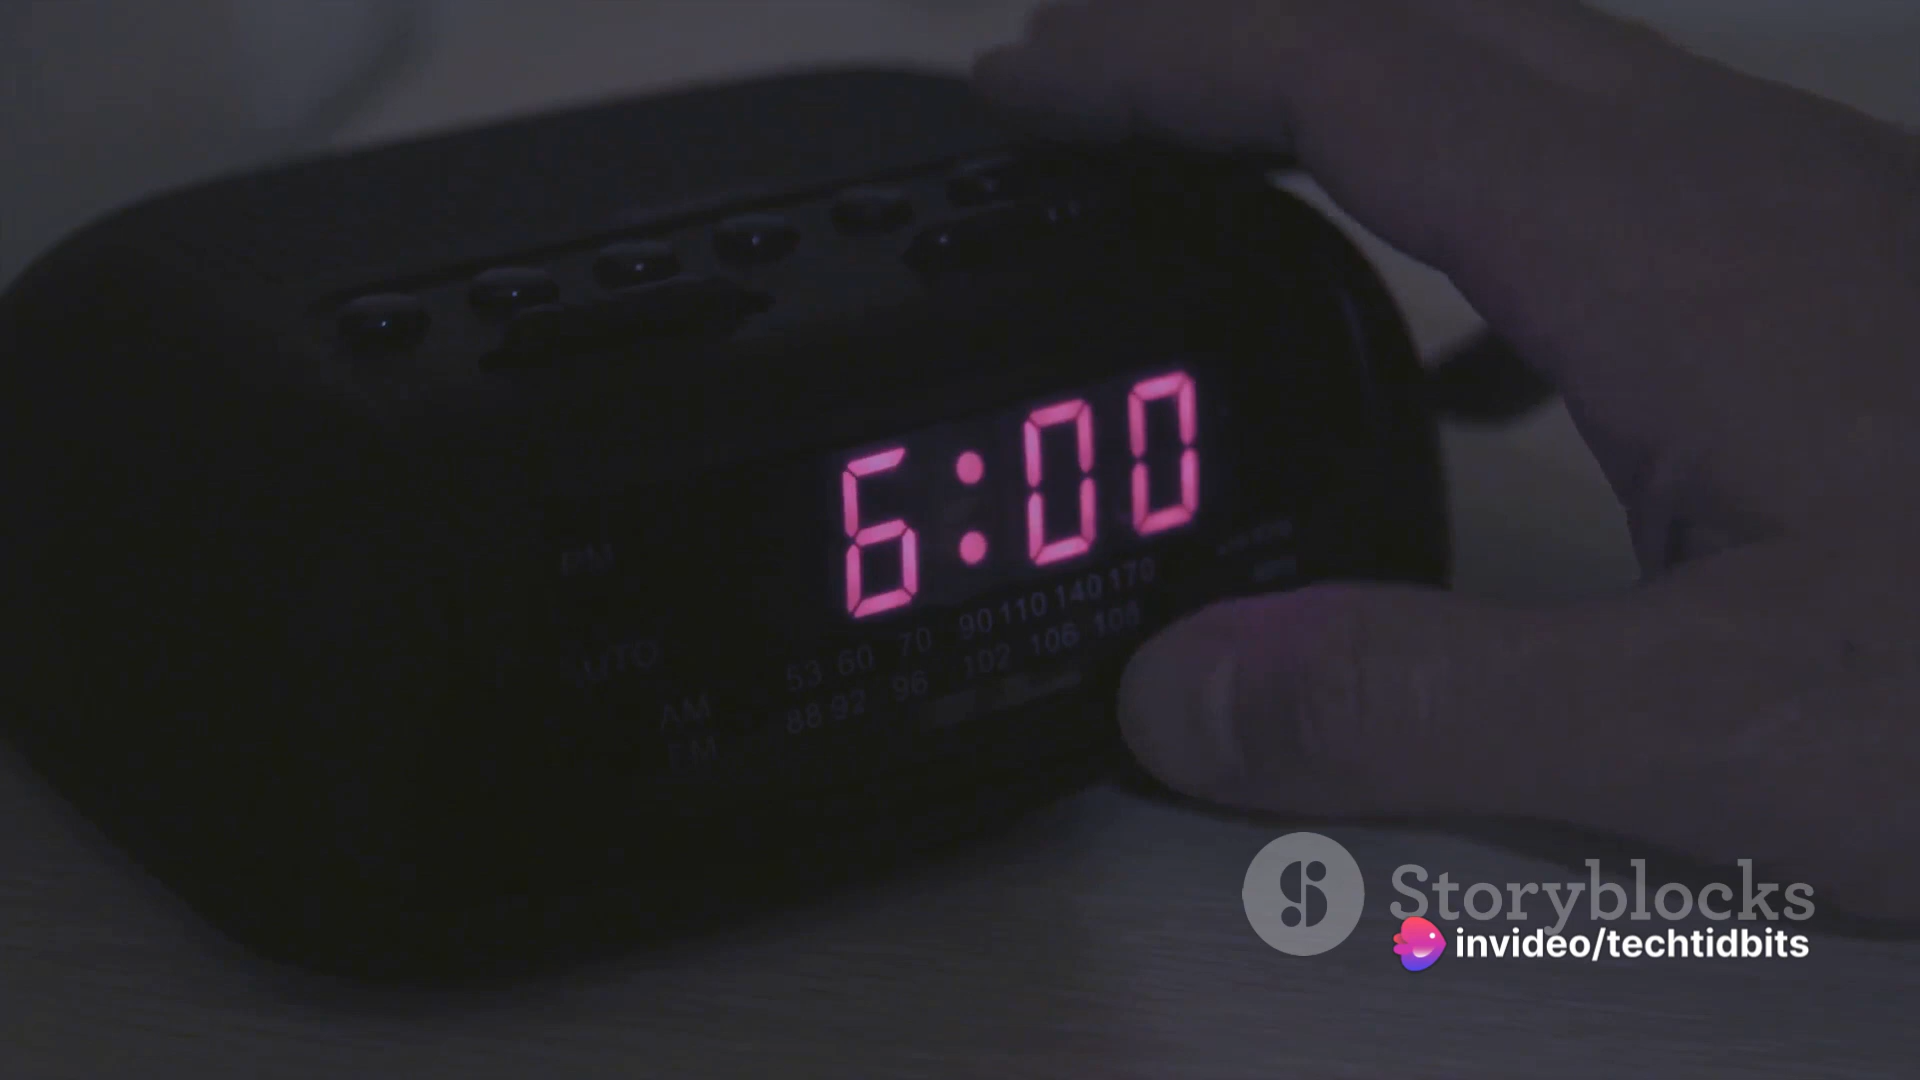 6:00
PM
AUTO
53 60 70 90 110 140 170
AM
88 92 96 102 106 108
FM
Storyblocks
invideo/techtidbits